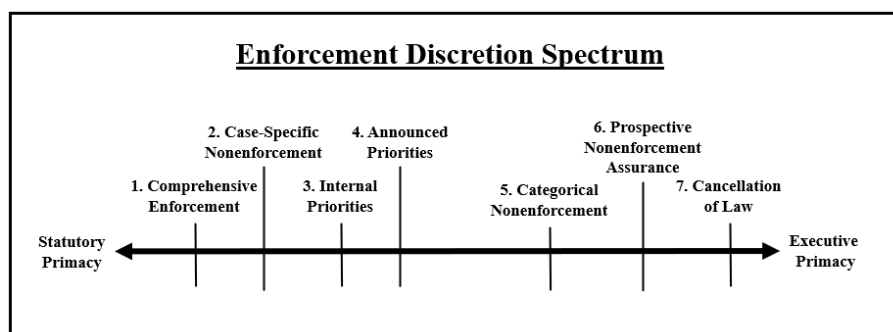 Enforcement Discretion Spectrum
1. Comprehensive
Enforcement
2. Case-Specific
Nonenforcement
3. Internal
Priorities
4. Announced
Priorities
5. Categorical
Nonenforcement
6. Prospective
Nonenforcement
Assurance
7. Cancellation
of Law
Statutory
Primacy
Executive
Primacy